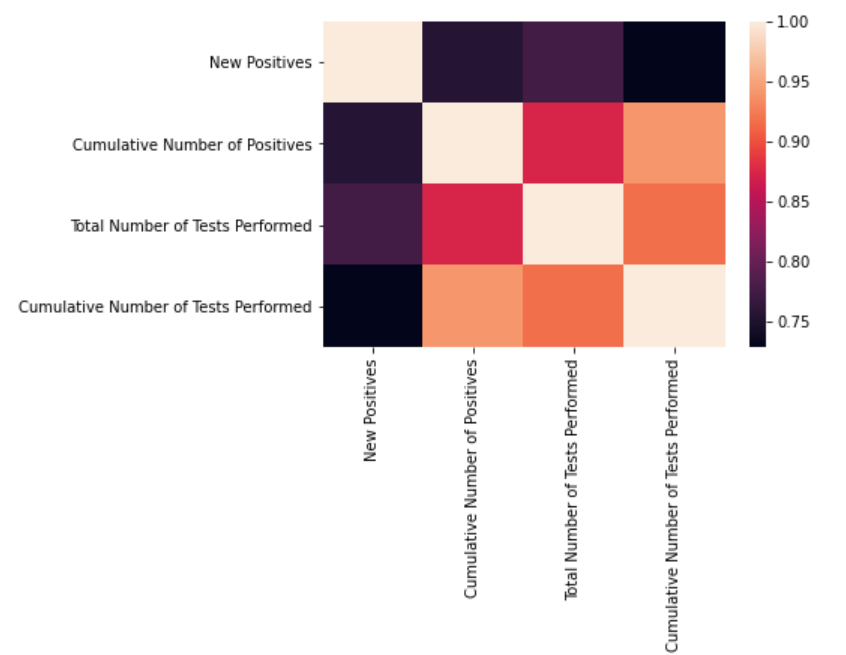 New Positives
Cumulative Number of Positives
Total Number of Tests Performed
Cumulative Number of Tests Performed
New Positives
Cumulative Number of Positives
Total Number of Tests Performed
Cumulative Number of Tests Performed
1.00
0.95
0.90
0.85
0.80
0.75